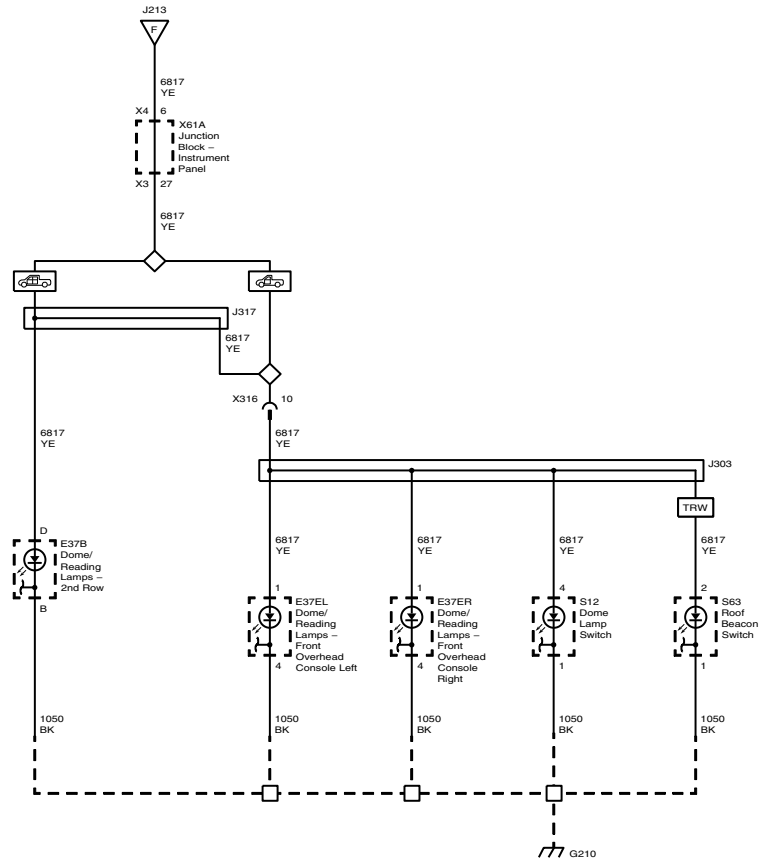 J213
F
6817
YE
X4 6
X61A
Junction
Block –
Instrument
Panel
X3 27
6817
YE
J317
6817
YE
X316 10
6817
YE
6817
YE
J303
TRW
D
E37B
Dome/
Reading
Lamps –
2nd Row
B
6817
YE
6817
YE
6817
YE
6817
YE
1
E37EL
Dome/
Reading
Lamps –
Front
Overhead
Console Left
4
1
E37ER
Dome/
Reading
Lamps –
Front
Overhead
Console
Right
4
4
S12
Dome
Lamp
Switch
1
2
S63
Roof
Beacon
Switch
1
1050
BK
1050
BK
1050
BK
1050
BK
1050
BK
G210